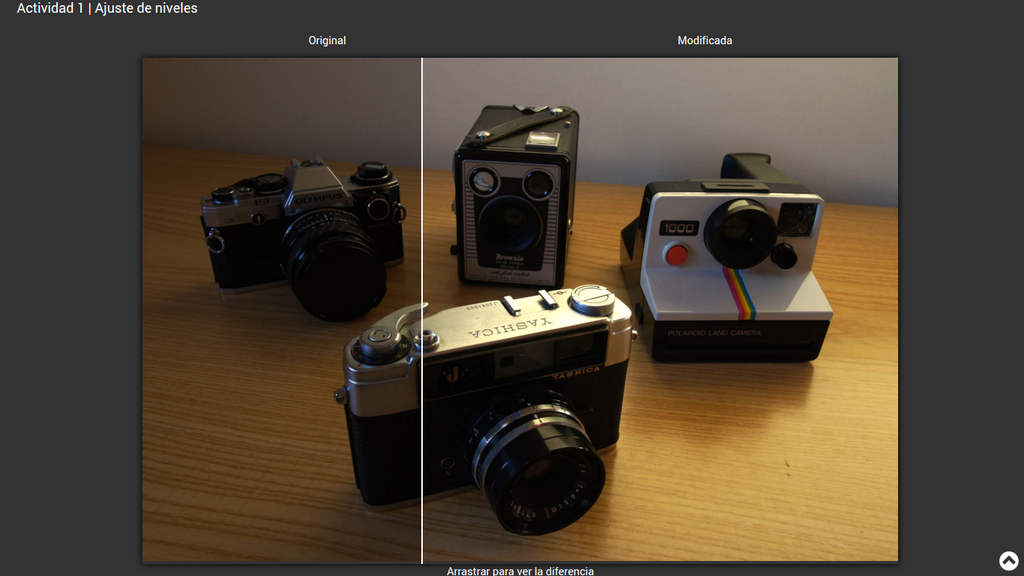 Actividad 1 | Ajuste de niveles
Original
Modificada
OLYMPUS
1000
Brownie
YASHICA
J
YASHICA
POLAROID LAND CAMERA
Arrastrar para ver la diferencia